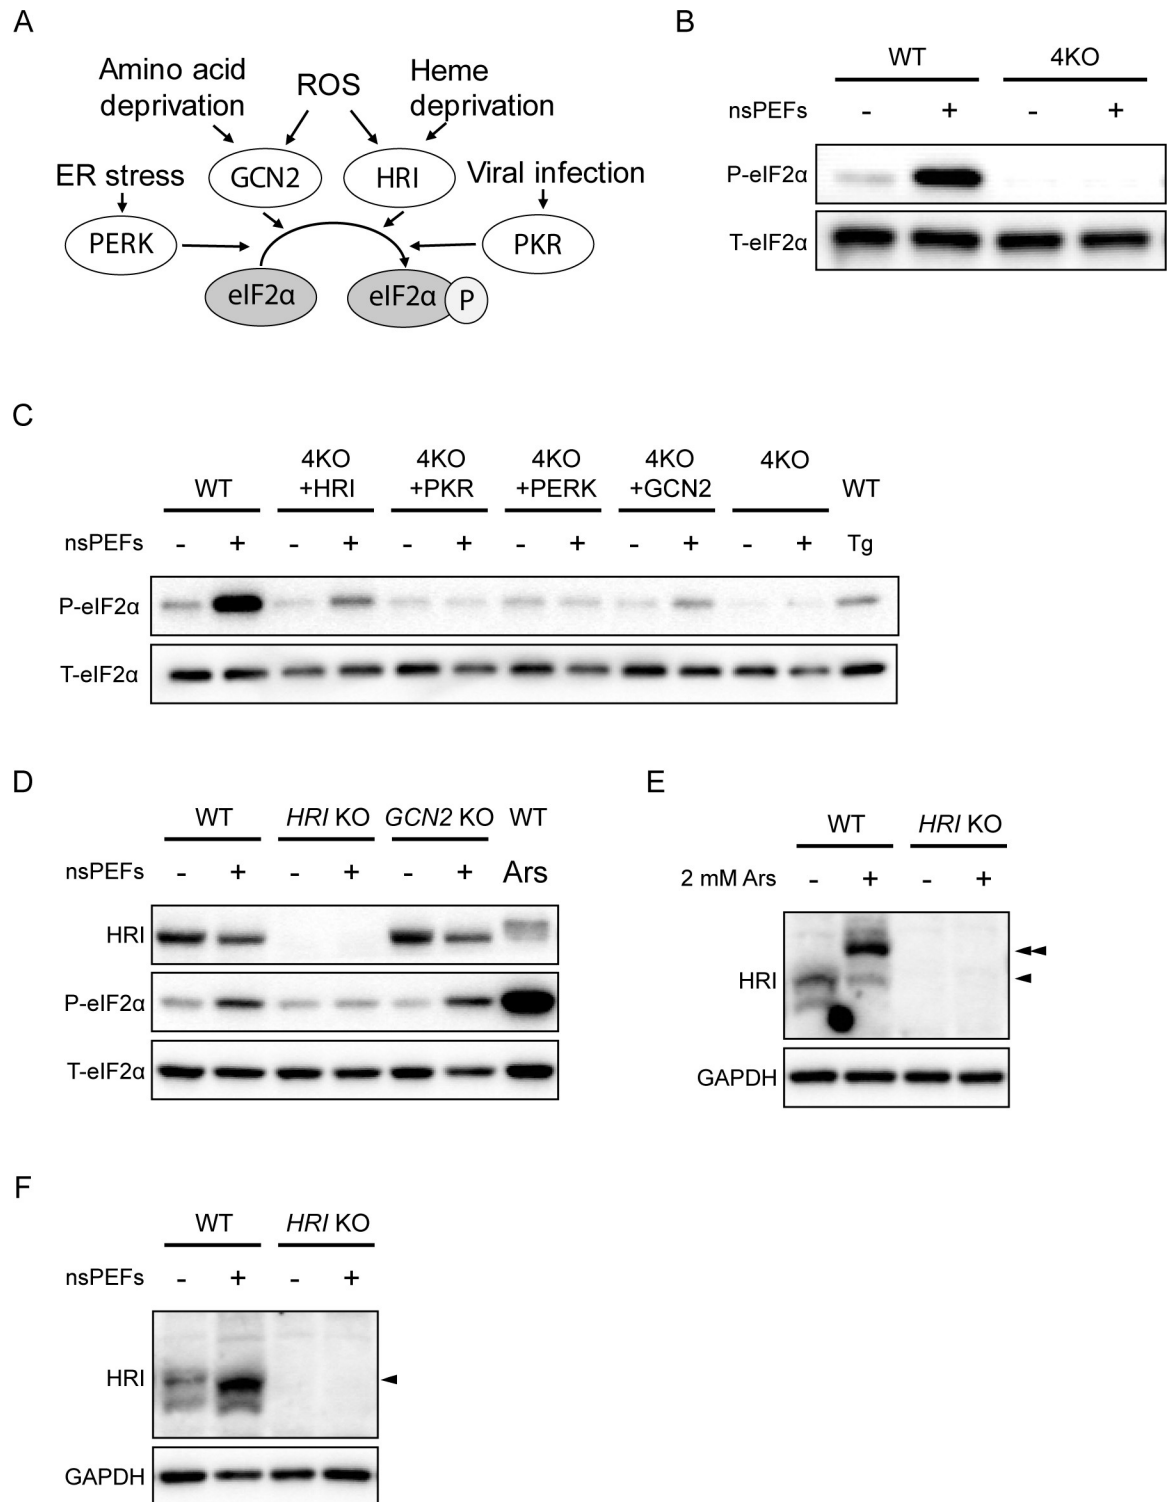 A
Amino acid
deprivation
ROS
Heme
deprivation
ER stress
GCN2
HRI
Viral infection
PERK
PKR
eIF2α
eIF2α
P
B
WT
4KO
nsPEFs
-
+
-
+
P-eIF2α
T-eIF2α
C
WT
4KO
+HRI
4KO
+PKR
4KO
+PERK
4KO
+GCN2
4KO
WT
nsPEFs
-
+
-
+
-
+
-
+
-
+
-
+
Tg
P-eIF2α
T-eIF2α
D
WT
HRI KO
GCN2 KO
WT
nsPEFs
-
+
-
+
-
+
Ars
HRI
P-eIF2α
T-eIF2α
E
WT
HRI KO
2 mM Ars
-
+
-
+
HRI
GAPDH
F
WT
HRI KO
nsPEFs
-
+
-
+
HRI
GAPDH